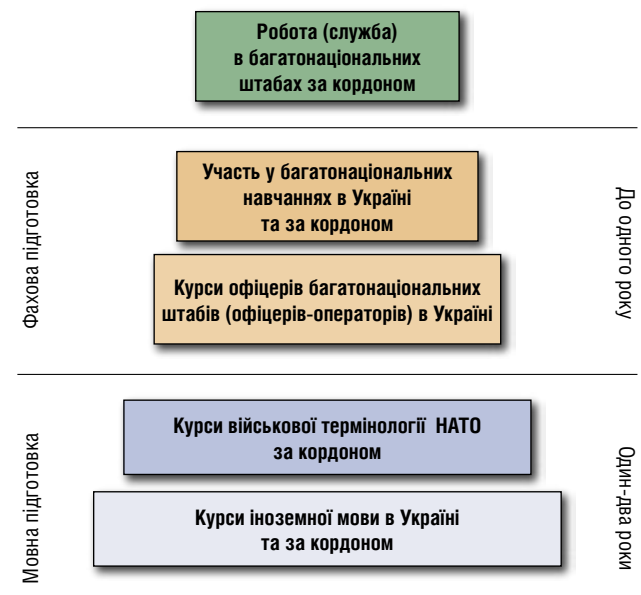 Робота (служба)
в багатонаціональних
штабах за кордоном
Фахова підготовка
Участь у багатонаціональних
навчаннях в Україні
та за кордоном
Курси офіцерів багатонаціональних
штабів (офіцерів-операторів) в Україні
До одного року
Мовна підготовка
Курси військової термінології НАТО
за кордоном
Курси іноземної мови в Україні
та за кордоном
Один-два роки